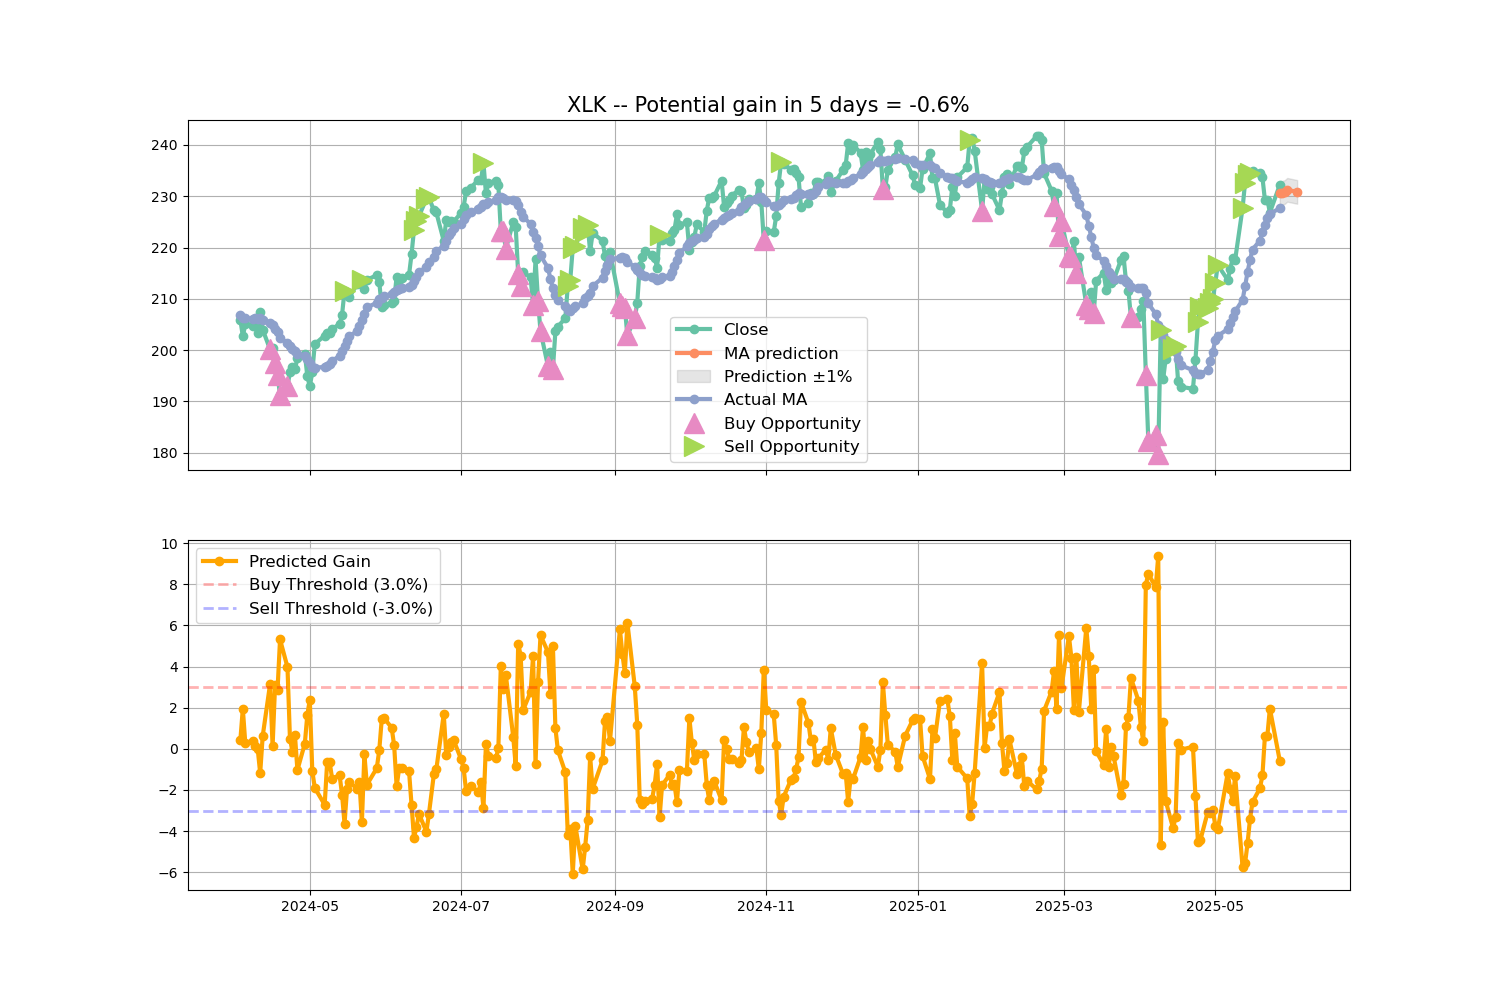 XLK -- Potential gain in 5 days = -0.6%
240
230
220
210
200
190
180
Close
MA prediction
Prediction ±1%
Actual MA
Buy Opportunity
Sell Opportunity
10
8
6
4
2
0
−2
−4
−6
Predicted Gain
Buy Threshold (3.0%)
Sell Threshold (-3.0%)
2024-05 2024-07 2024-09 2024-11 2025-01 2025-03 2025-05